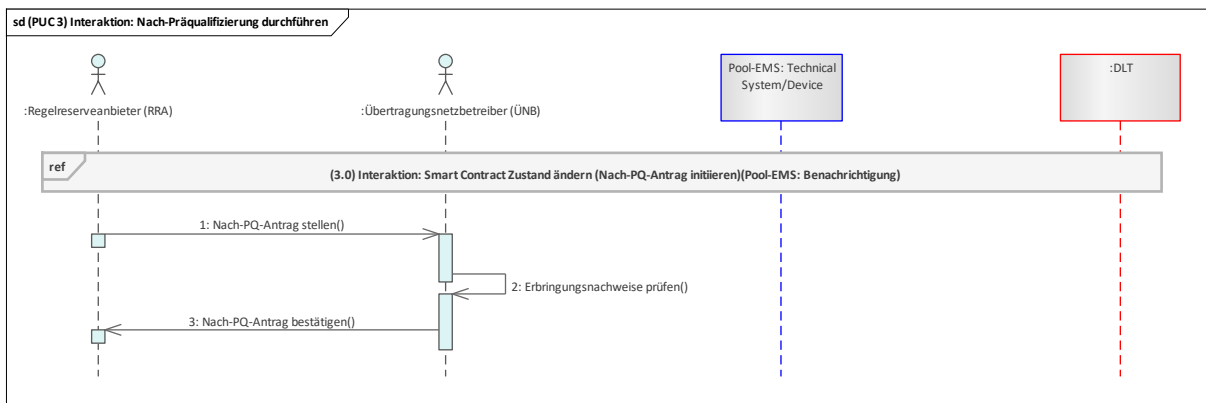 sd (PUC 3) Interaktion: Nach-Präqualifizierung durchführen
:Regelreserveanbieter (RRA)
:Übertragungsnetzbetreiber (ÜNB)
Pool-EMS: Technical
System/Device
:DLT
ref
(3.0) Interaktion: Smart Contract Zustand ändern (Nach-PQ-Antrag initiieren)(Pool-EMS: Benachrichtigung)
1: Nach-PQ-Antrag stellen()
2: Erbringungsnachweise prüfen()
3: Nach-PQ-Antrag bestätigen()